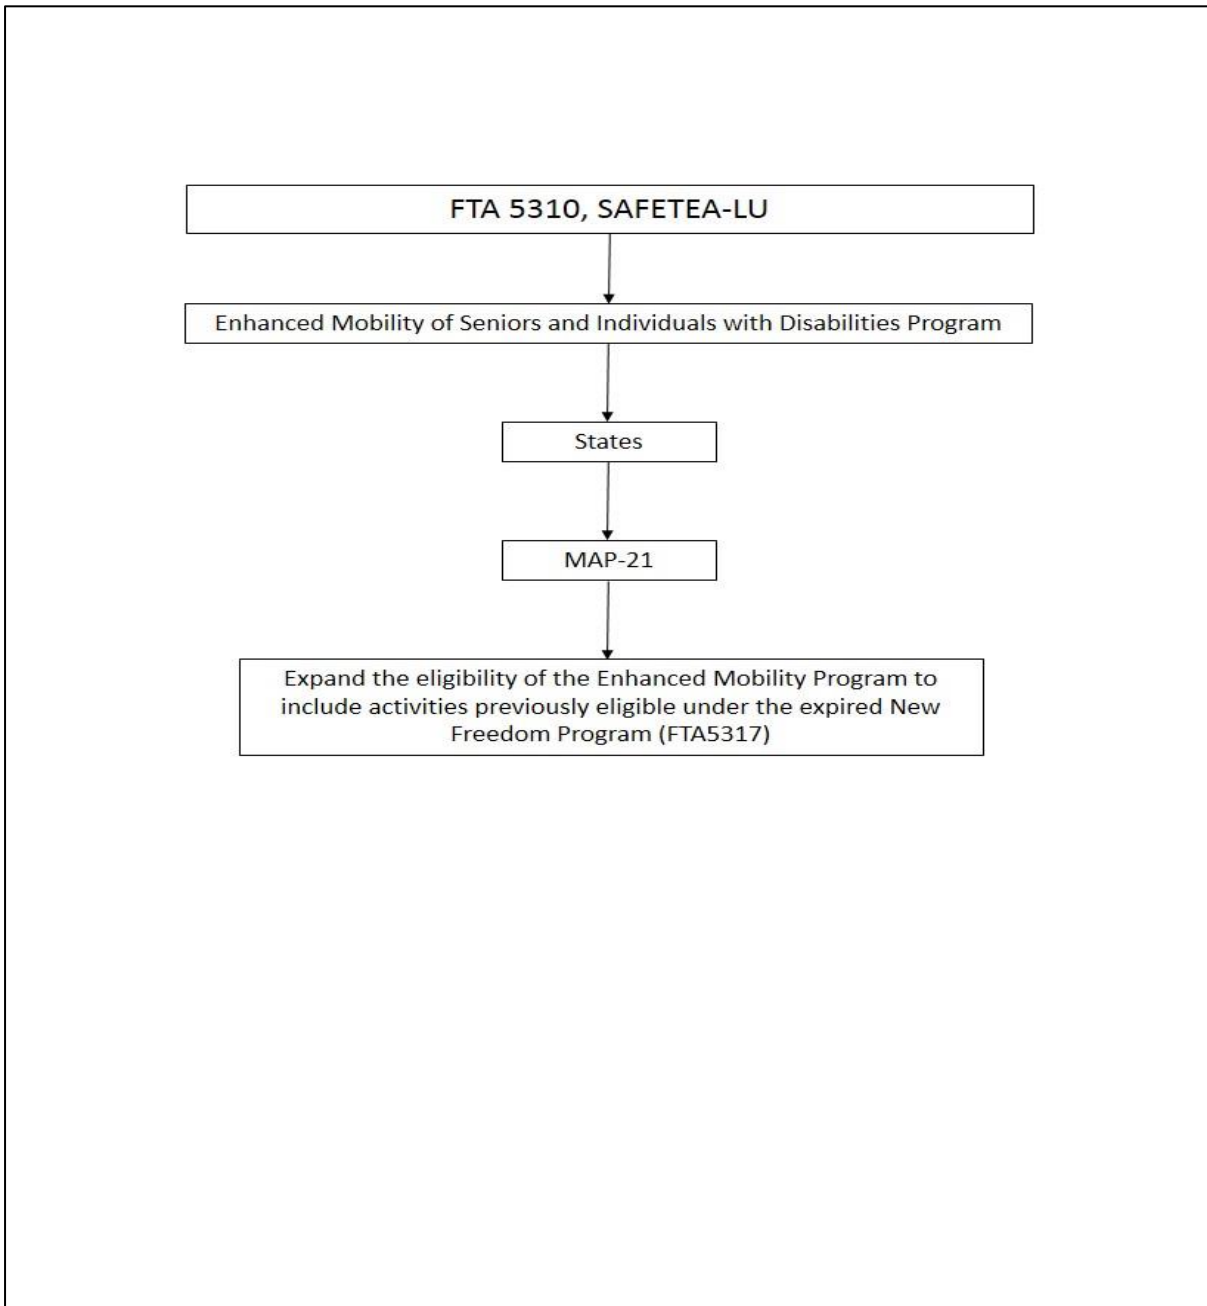 FTA 5310, SAFETEA-LU
Enhanced Mobility of Seniors and Individuals with Disabilities Program
States
MAP-21
Expand the eligibility of the Enhanced Mobility Program to
include activities previously eligible under the expired New
Freedom Program (FTA5317)